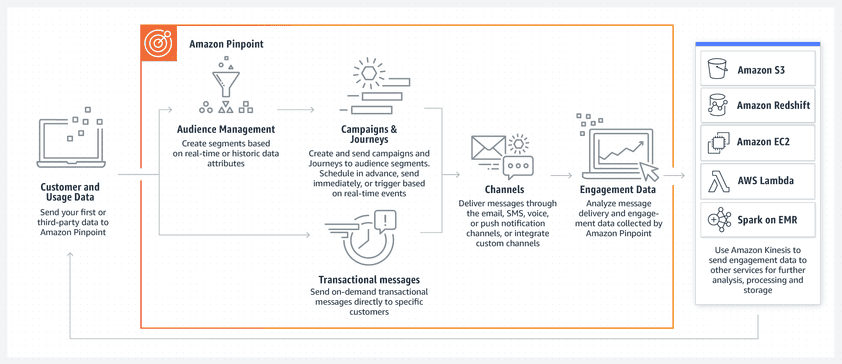 Amazon Pinpoint
Customer and
Usage Data
Send your first or
third-party data to
Amazon Pinpoint
Audience Management
Create segments based
on real-time or historic data
attributes
Campaigns &
Journeys
Create and send campaigns and
Journeys to audience segments.
Schedule in advance, send
immediately, or trigger based
on real-time events
Transactional messages
Send on-demand transactional
messages directly to specific
customers
Channels
Deliver messages through
the email, SMS, voice,
or push notification
channels, or integrate
custom channels
Engagement Data
Analyze message
delivery and engage-
ment data collected by
Amazon Pinpoint
Amazon S3
Amazon Redshift
Amazon EC2
AWS Lambda
Spark on EMR
Use Amazon Kinesis to
send engagement data to
other services for further
analysis, processing and
storage